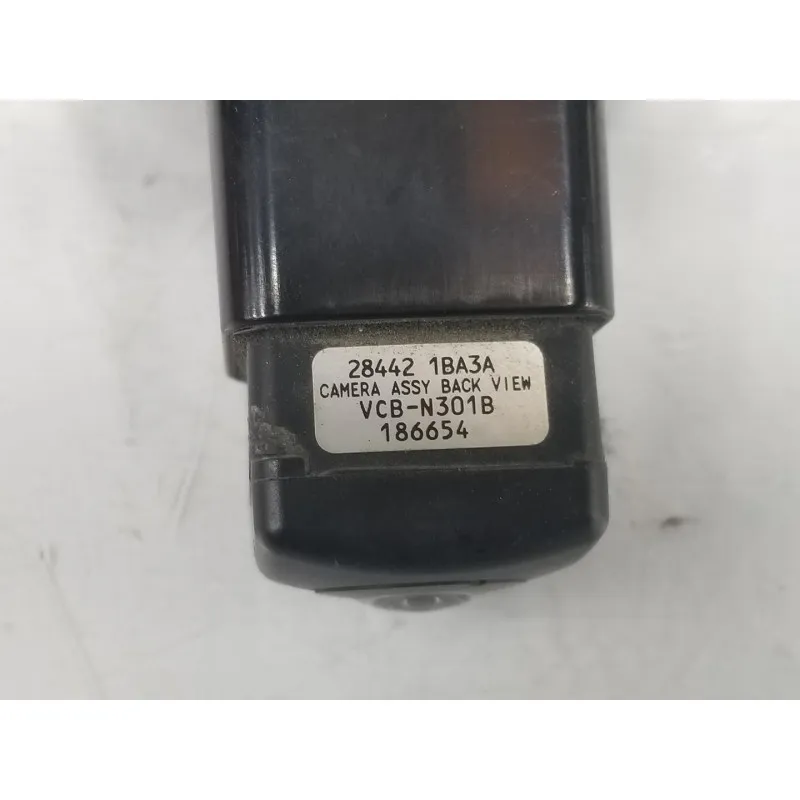 28442 1BA3A
CAMERA ASSY BACK VIEW
VCB-N301B
186654